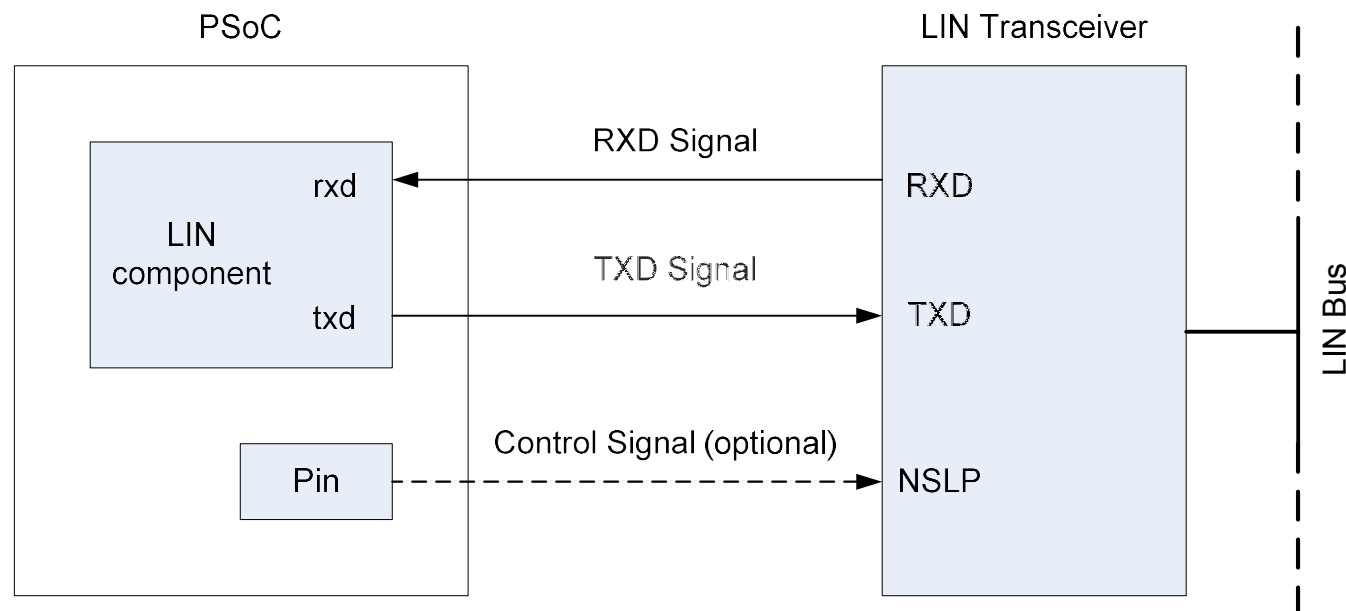 PSoC
LIN Transceiver
RXD Signal
rxd
RXD
LIN
component
TXD Signal
txd
TXD
LIN Bus
Control Signal (optional)
Pin
NSLP